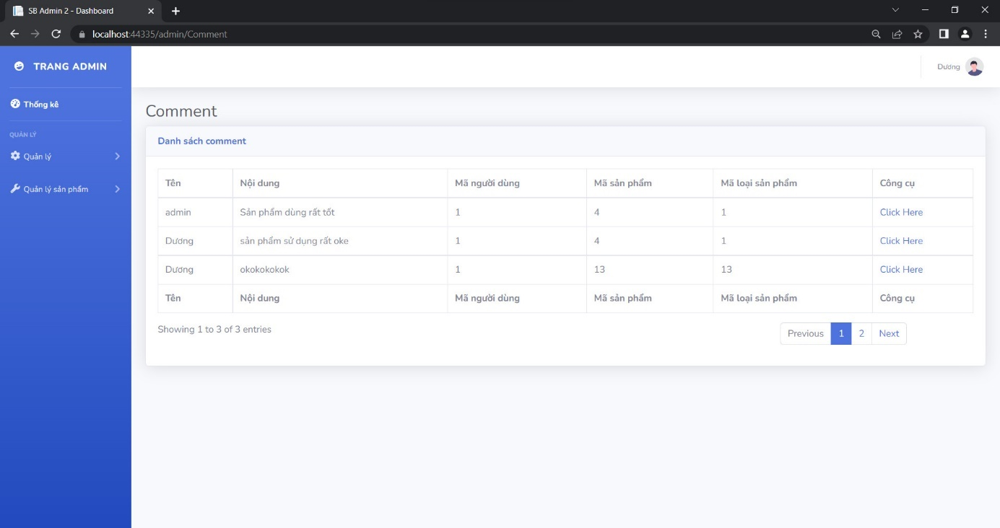 SB Admin 2 - Dashboard
localhost:44335/admin/Comment
TRANG ADMIN
Dương
Thống kê
Comment
QUẢN LÝ
Danh sách comment
Quản lý
Quản lý sản phẩm
Tên Nội dung Mã người dùng Mã sản phẩm Mã loại sản phẩm Công cụ
admin Sản phẩm dùng rất tốt 1 4 1 Click Here
Dương sản phẩm sử dụng rất oke 1 4 1 Click Here
Dương okokokokok 1 13 13 Click Here
Tên Nội dung Mã người dùng Mã sản phẩm Mã loại sản phẩm Công cụ
Showing 1 to 3 of 3 entries
Previous 1 2 Next